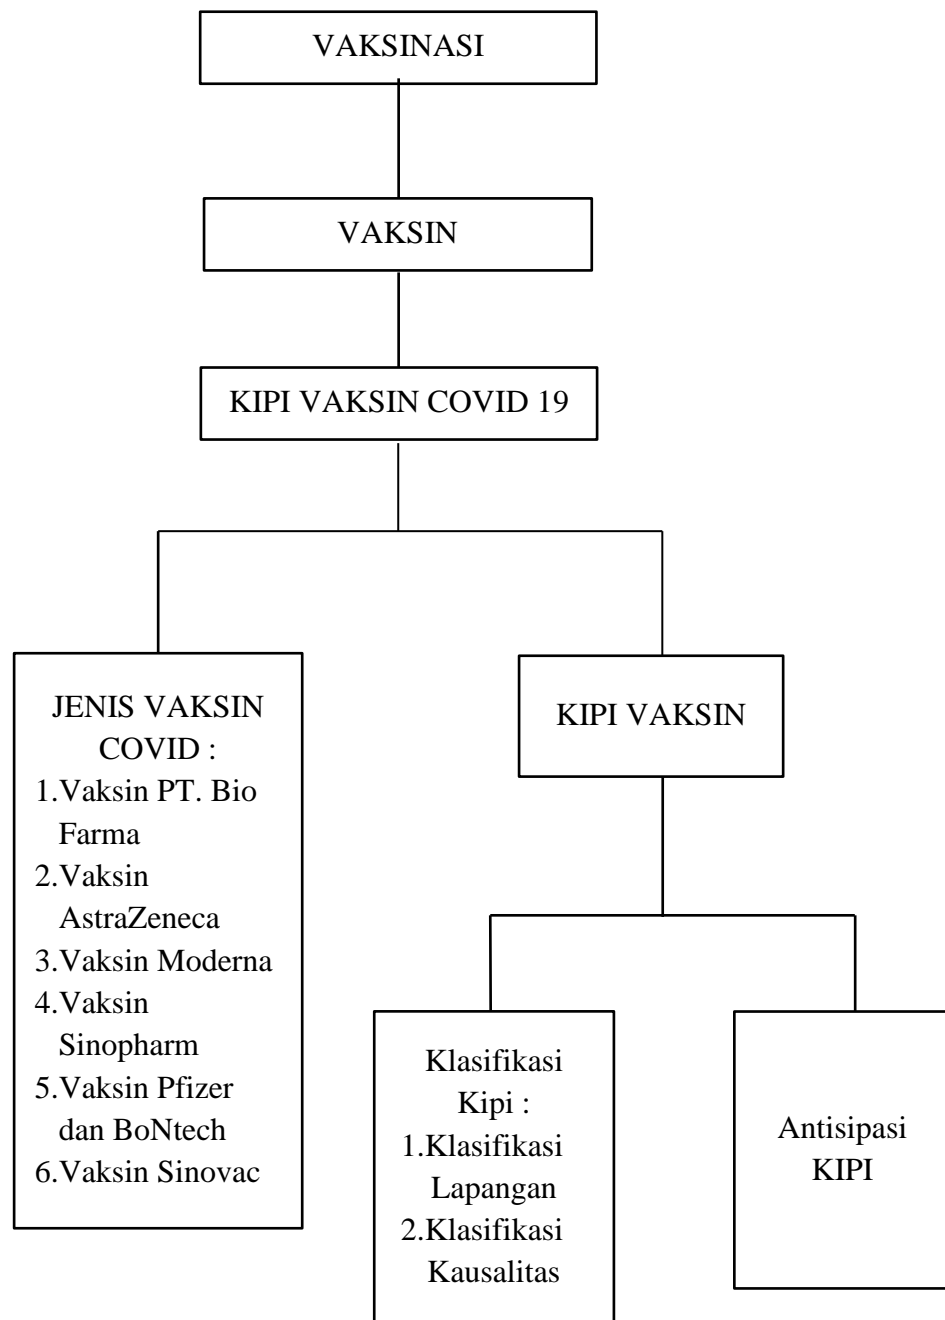 VAKSINASI
VAKSIN
KIPI VAKSIN COVID 19
JENIS VAKSIN
COVID :
1.Vaksin PT. Bio
Farma
2.Vaksin
AstraZeneca
3.Vaksin Moderna
4.Vaksin
Sinopharm
5.Vaksin Pfizer
dan BoNtech
6.Vaksin Sinovac
KIPI VAKSIN
Klasifikasi
Kipi :
1.Klasifikasi
Lapangan
2.Klasifikasi
Kausalitas
Antisipasi
KIPI